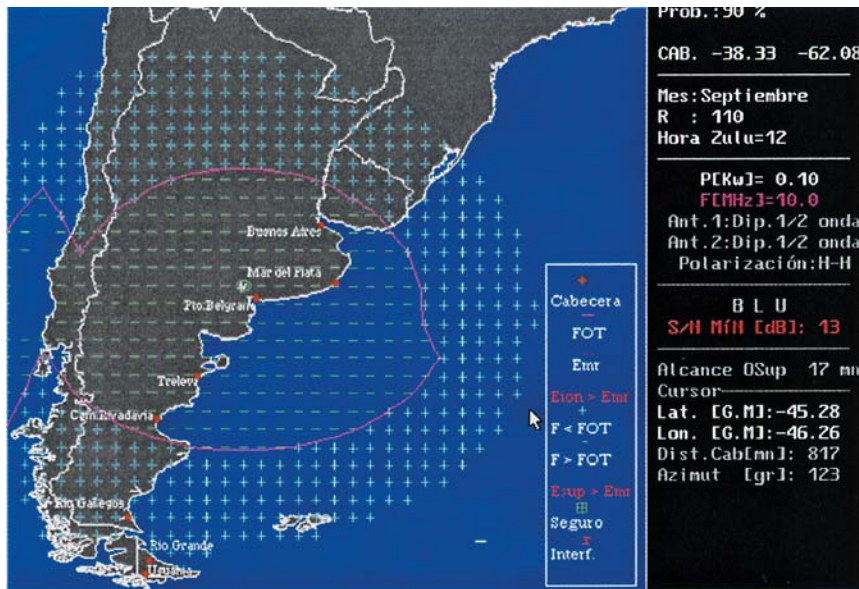 Buenos Aires
Mar del Plata
Pto.Belgrano
Trelew
Com.Rivadavia
Río Gallegos
Río Grande
Ushuaia
Cabecera
FOT
Emr
Eion > Emr
F < FOT
F > FOT
Esup > Emr
Seguro
Interf.
Prob.:90 %
CAB. -38.33 -62.08
Mes:Septiembre
R : 110
Hora Zulu=12
P[Kw]= 0.10
F[MHz]=10.0
Ant.1:Dip.1/2 onda
Ant.2:Dip.1/2 onda
Polarización:H-H
B L U
S/N MíN [dB]: 13
Alcance OSup 17 mn
Cursor
Lat. [G.M]:-45.28
Lon. [G.M]:-46.26
Dist.Cab[mn]: 817
Azimut [gr]: 123